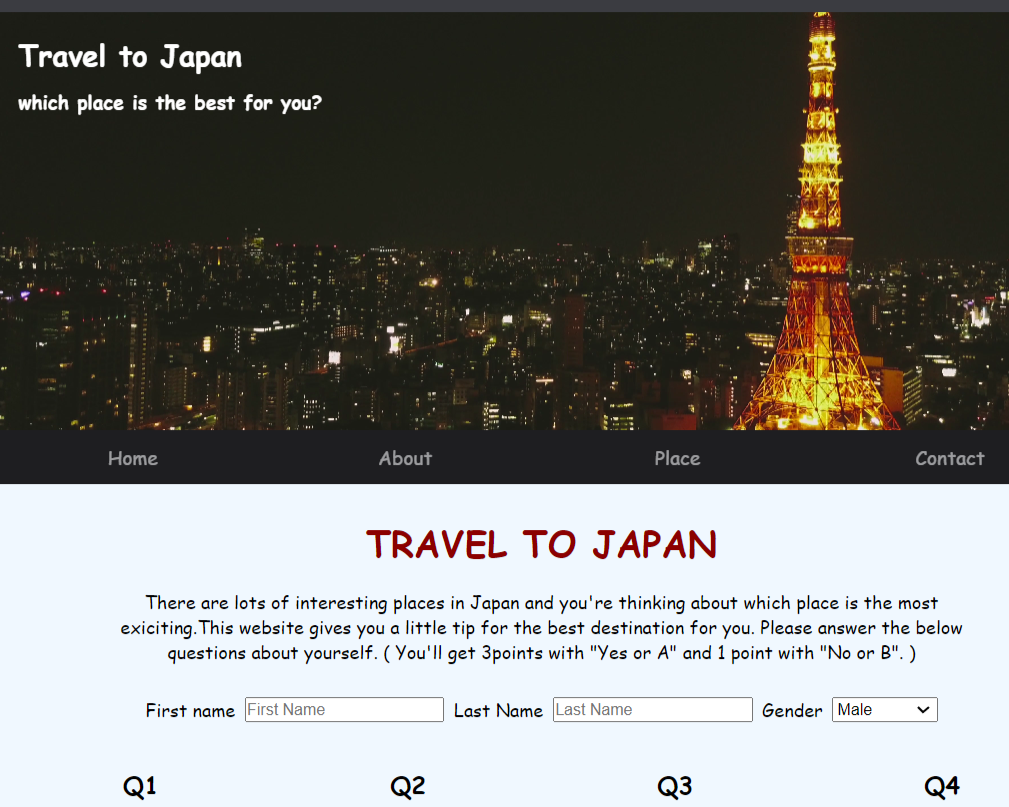 Travel to Japan
which place is the best for you?
Home About Place Contact
TRAVEL TO JAPAN
There are lots of interesting places in Japan and you're thinking about which place is the most
exiciting.This website gives you a little tip for the best destination for you. Please answer the below
questions about yourself. ( You'll get 3points with "Yes or A" and 1 point with "No or B". )
First name First Name Last Name Last Name Gender Male
Q1 Q2 Q3 Q4